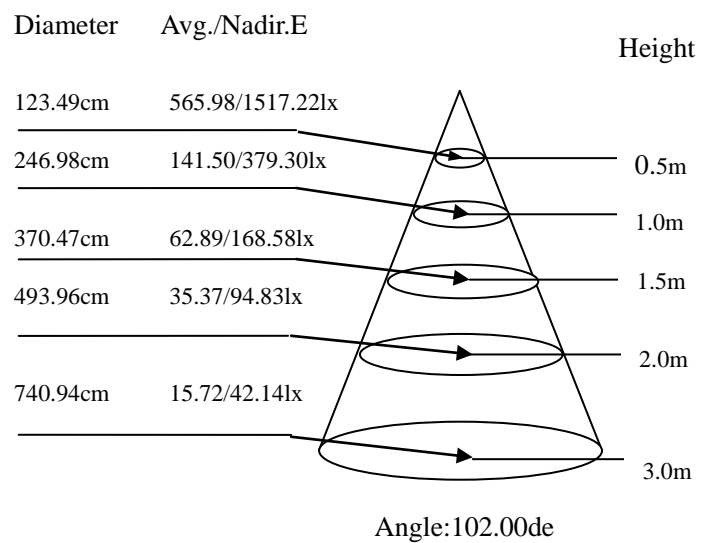 Diameter Avg./Nadir.E Height
123.49cm 565.98/1517.22lx
246.98cm 141.50/379.30lx 0.5m
1.0m
370.47cm 62.89/168.58lx
1.5m
493.96cm 35.37/94.83lx
2.0m
740.94cm 15.72/42.14lx
3.0m
Angle:102.00de